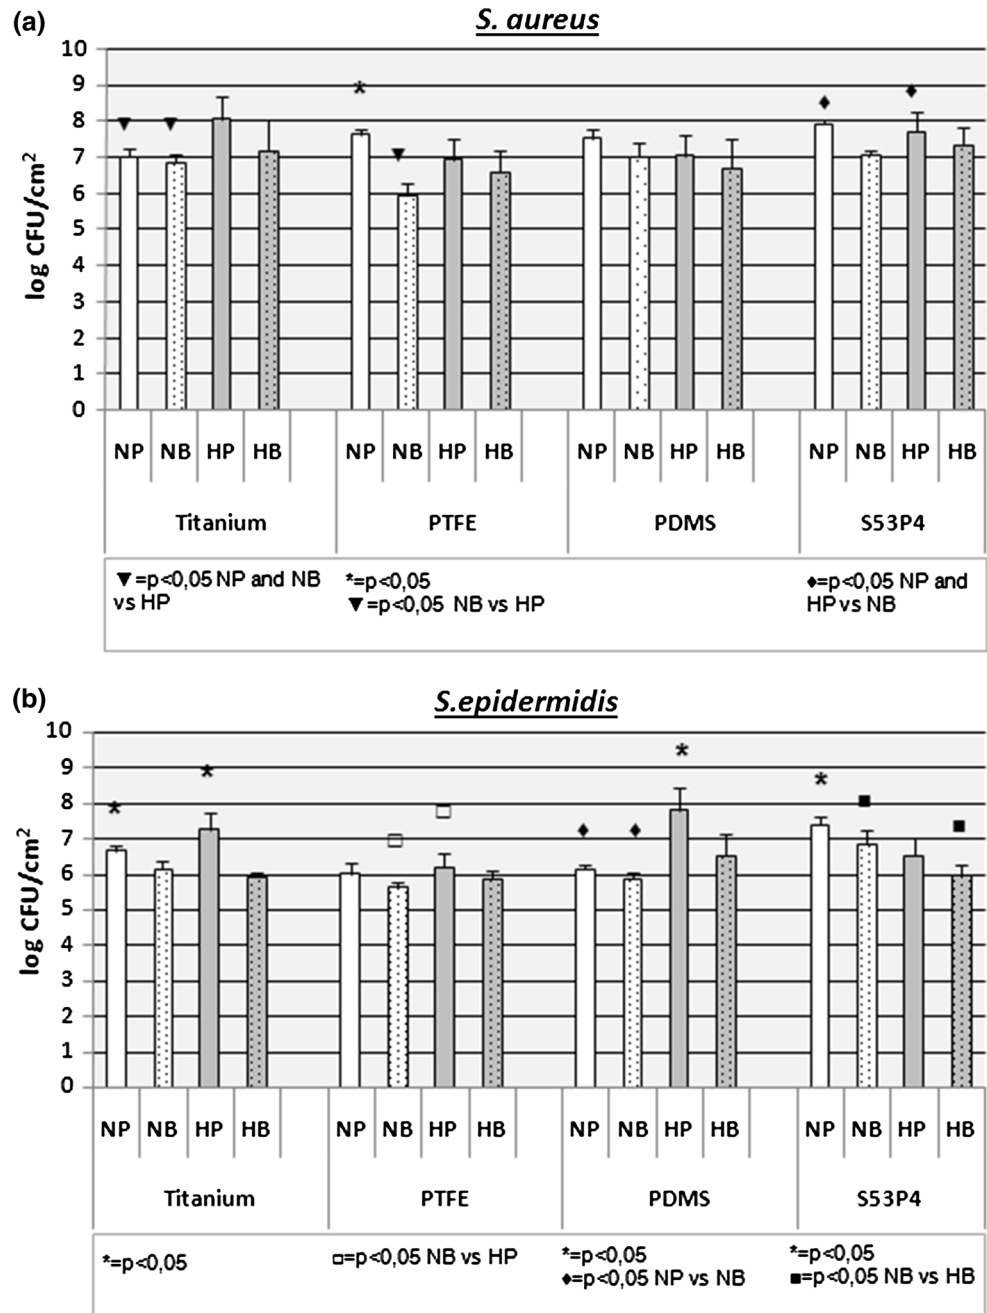 (a)
S. aureus
log CFU/cm2
10
9
8
7
6
5
4
3
2
1
0
NP NB HP HB NP NB HP HB NP NB HP HB NP NB HP HB
Titanium PTFE PDMS S53P4
▼=p<0,05 NP and NB
vs HP
*=p<0,05
▼=p<0,05 NB vs HP
♦=p<0,05 NP and
HP vs NB
(b)
S.epidermidis
log CFU/cm2
10
9
8
7
6
5
4
3
2
1
0
NP NB HP HB NP NB HP HB NP NB HP HB NP NB HP HB
Titanium PTFE PDMS S53P4
*=p<0,05
□=p<0,05 NB vs HP
*=p<0,05
♦=p<0,05 NP vs NB
*=p<0,05
■=p<0,05 NB vs HB